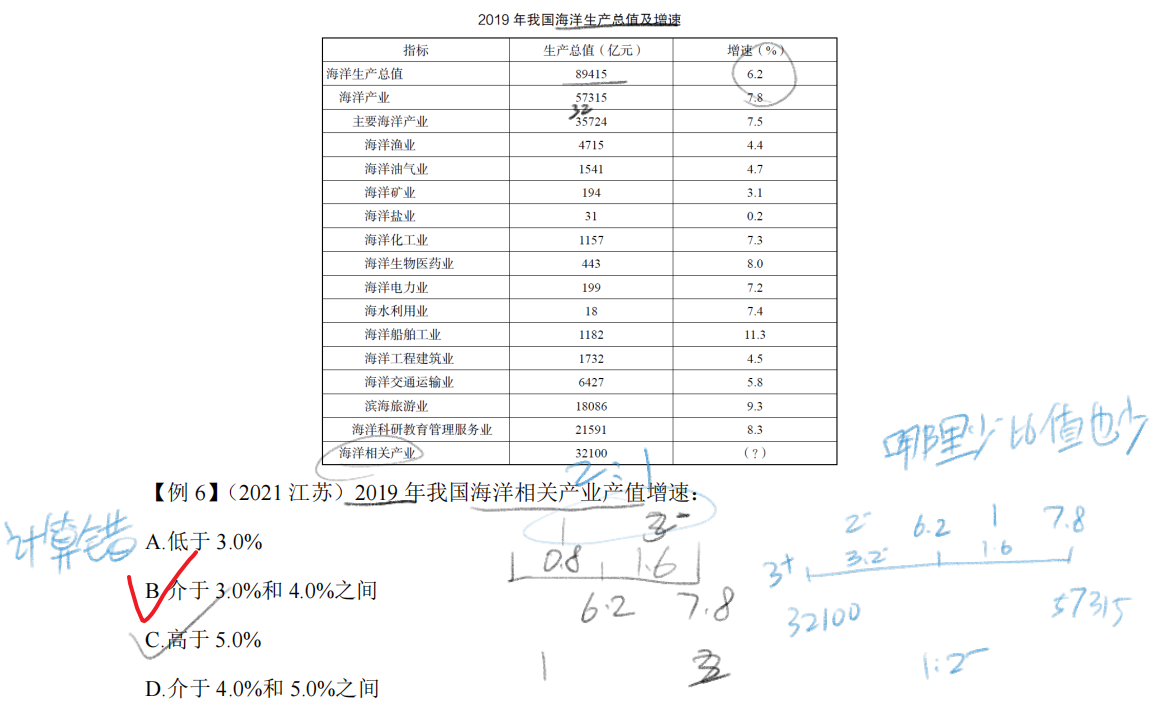 2019 年我国海洋生产总值及增速
指标 生产总值（亿元） 增速（%）
海洋生产总值 89415 6.2
海洋产业 57315 7.8
32
主要海洋产业 35724 7.5
海洋渔业 4715 4.4
海洋油气业 1541 4.7
海洋矿业 194 3.1
海洋盐业 31 0.2
海洋化工业 1157 7.3
海洋生物医药业 443 8.0
海洋电力业 199 7.2
海水利用业 18 7.4
海洋船舶工业 1182 11.3
海洋工程建筑业 1732 4.5
海洋交通运输业 6427 5.8
滨海旅游业 18086 9.3
海洋科研教育管理服务业 21591 8.3
海洋相关产业 32100 （?）
哪里少比值也少
2:1
【例 6】（2021 江苏）2019 年我国海洋相关产业产值增速：
计算错
A.低于 3.0%
B.介于 3.0%和 4.0%之间
C.高于 5.0%
D.介于 4.0%和 5.0%之间
1
0.8 1.6
6.2 7.8
1
2⁻ 6.2 1 7.8
3.2 1.6
3⁺
32100 57315
1:2⁻